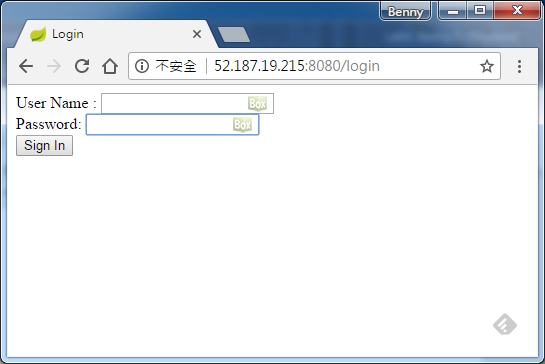 Benny
Login
不安全 52.187.19.215:8080/login
User Name :
Box
Password:
Box
Sign In